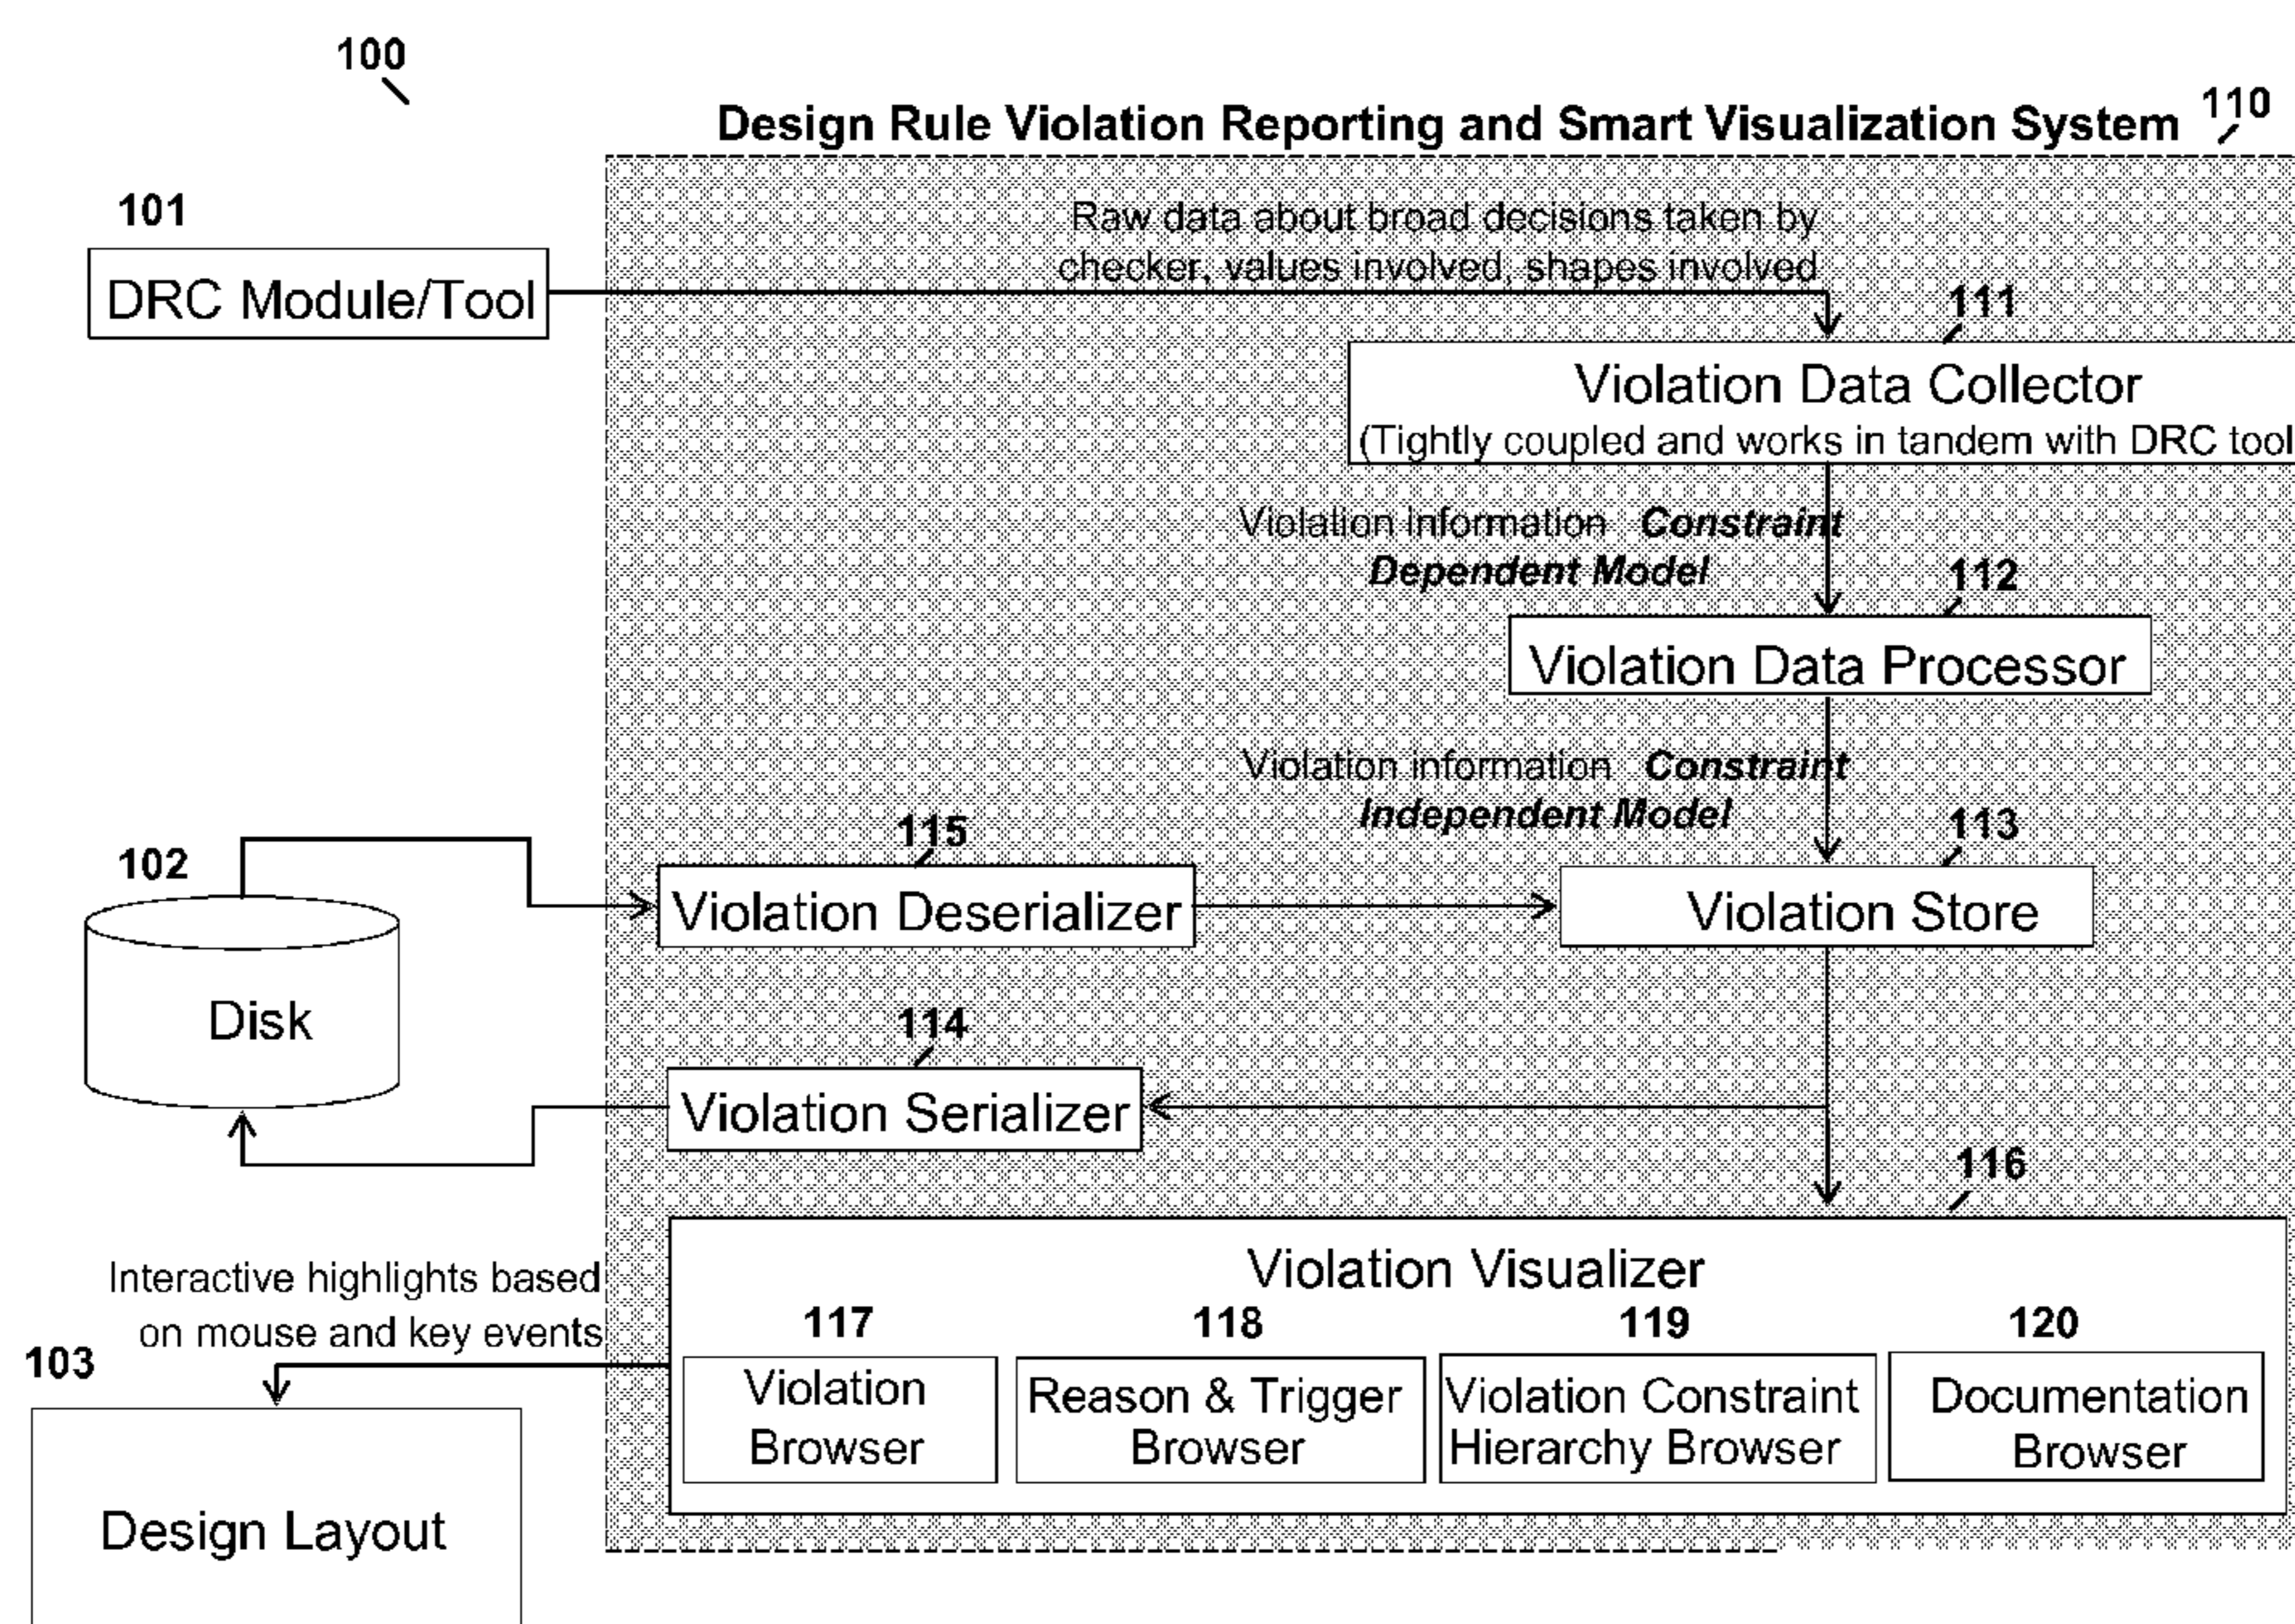 100
Design Rule Violation Reporting and Smart Visualization System
110
101
DRC Module/Tool
Raw data about broad decisions taken by
checker, values involved, shapes involved
111
Violation Data Collector
(Tightly coupled and works in tandem with DRC tool
Violation information Constraint
Dependent Model
112
Violation Data Processor
Violation information Constraint
Independent Model
113
Violation Store
115
Violation Deserializer
102
Disk
114
Violation Serializer
116
Violation Visualizer
117
Violation
Browser
118
Reason & Trigger
Browser
119
Violation Constraint
Hierarchy Browser
120
Documentation
Browser
Interactive highlights based
on mouse and key events
103
Design Layout